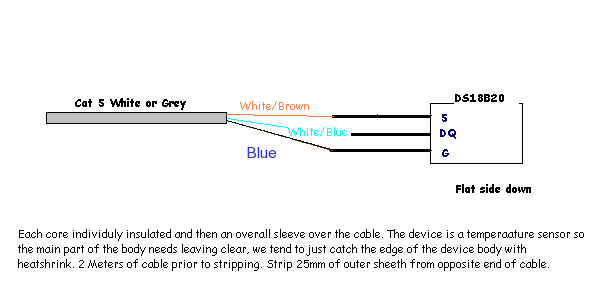 DS18B20
Cat 5 White or Grey
White/Brown
5
White/Blue
DQ
Blue
G
Flat side down
Each core individuly insulated and then an overall sleeve over the cable. The device is a temperaature sensor so
the main part of the body needs leaving clear, we tend to just catch the edge of the device body with
heatshrink. 2 Meters of cable prior to stripping. Strip 25mm of outer sheeth from opposite end of cable.